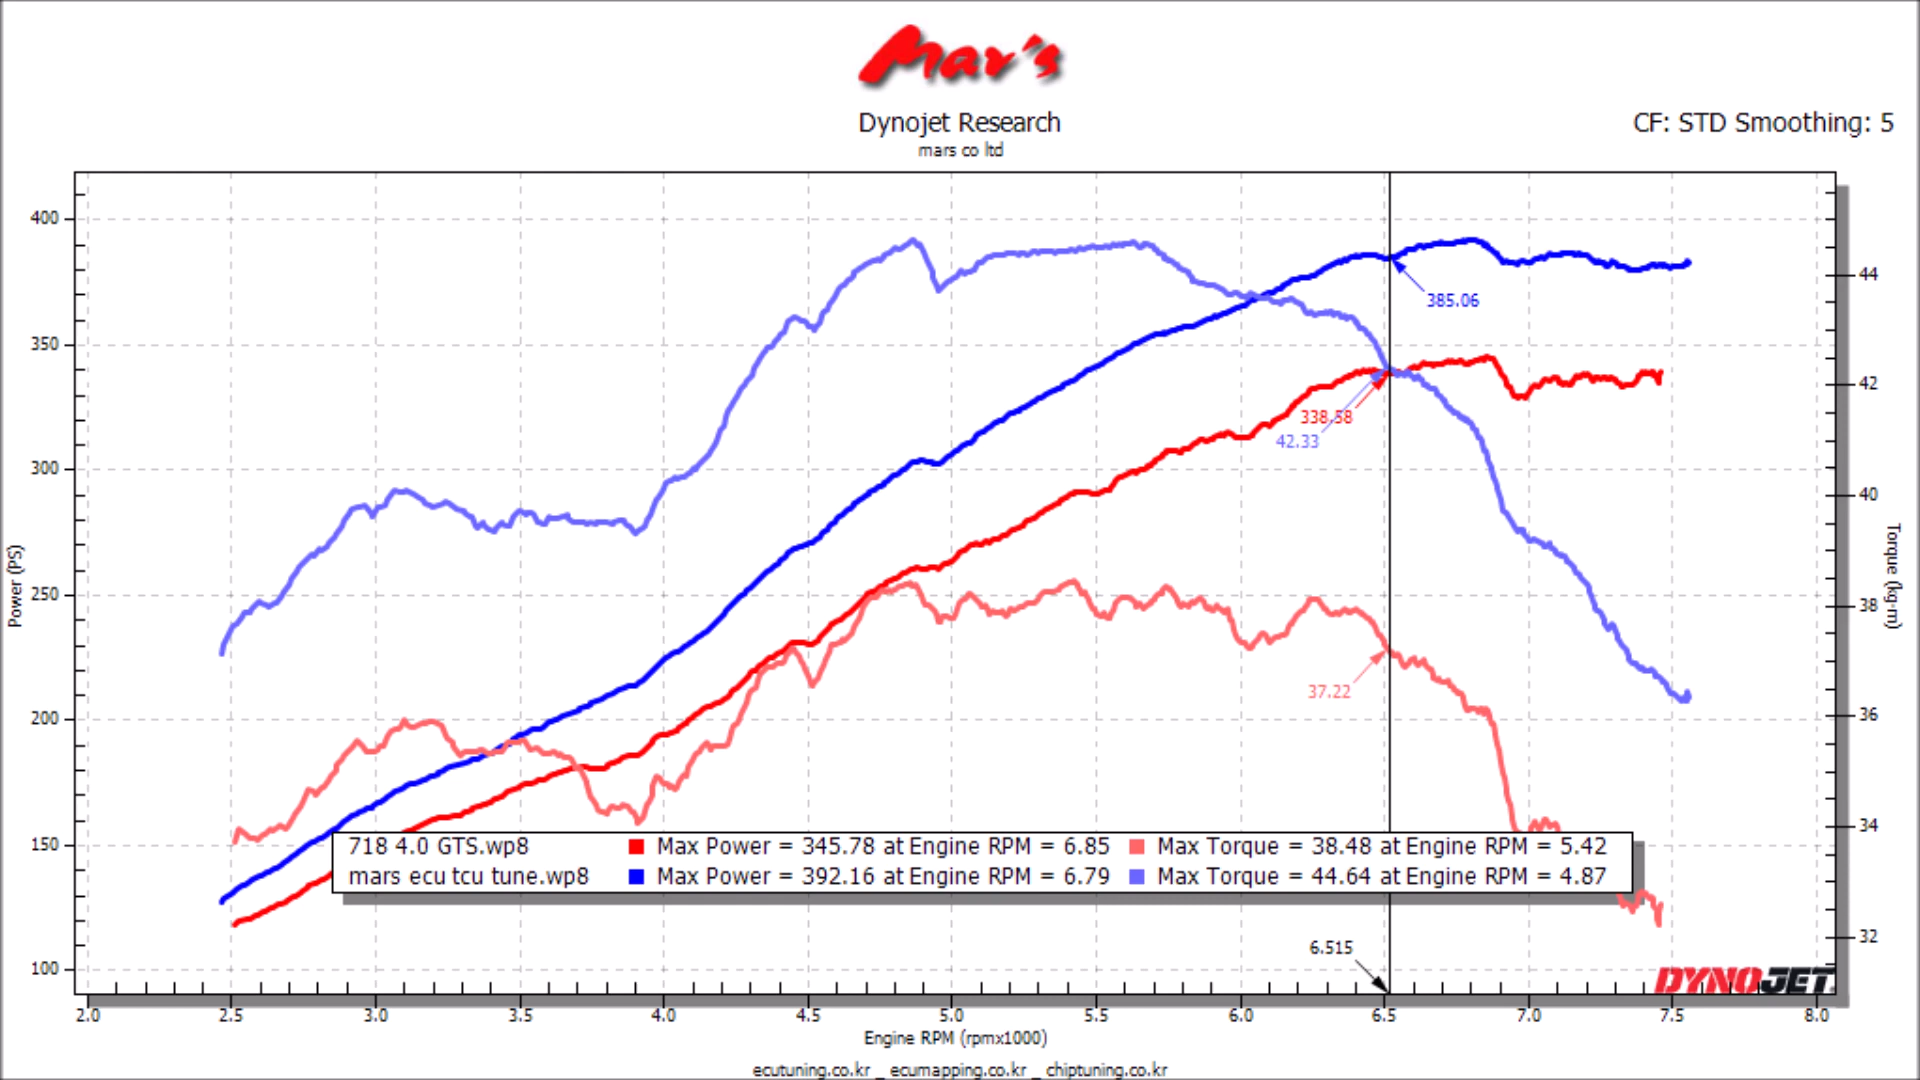 Mar's
Dynojet Research
CF: STD Smoothing: 5
mars co ltd
400
350
300
250
200
150
100
Power (PS)
44
42
40
38
36
34
32
Torque (kg-m)
385.06
338.58
42.33
37.22
718 4.0 GTS.wp8 Max Power = 345.78 at Engine RPM = 6.85 Max Torque = 38.48 at Engine RPM = 5.42
mars ecu tcu tune.wp8 Max Power = 392.16 at Engine RPM = 6.79 Max Torque = 44.64 at Engine RPM = 4.87
6.515
DYNOJET
2.0 2.5 3.0 3.5 4.0 4.5 5.0 5.5 6.0 6.5 7.0 7.5 8.0
Engine RPM (rpmx1000)
ecutuning.co.kr _ ecumapping.co.kr _ chiptuning.co.kr